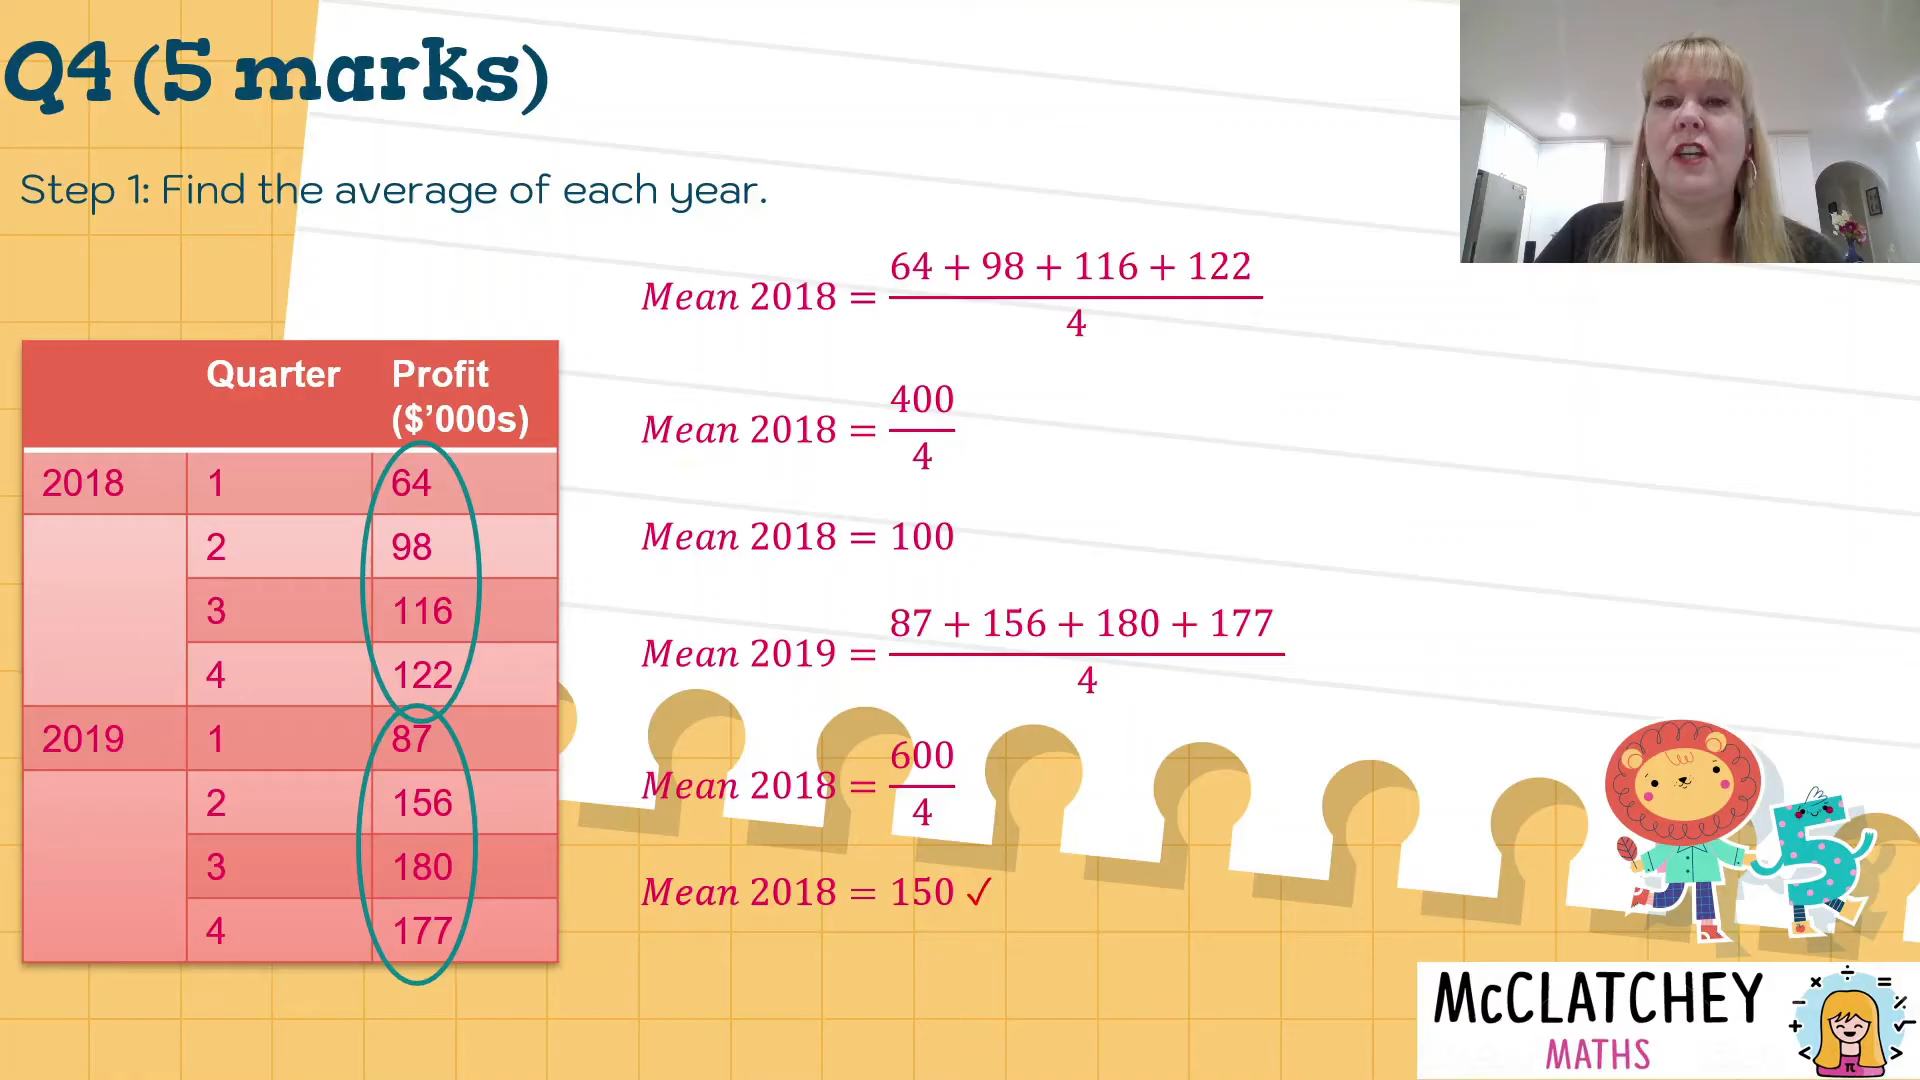 Q4 (5 marks)
Step 1: Find the average of each year.
Mean 2018 = (64 + 98 + 116 + 122)/4
Mean 2018 = 400/4
Mean 2018 = 100
Mean 2019 = (87 + 156 + 180 + 177)/4
Mean 2018 = 600/4
Mean 2018 = 150 ✓
Quarter Profit ($’000s)
2018 1 64
2 98
3 116
4 122
2019 1 87
2 156
3 180
4 177
McCLATCHEY
MATHS